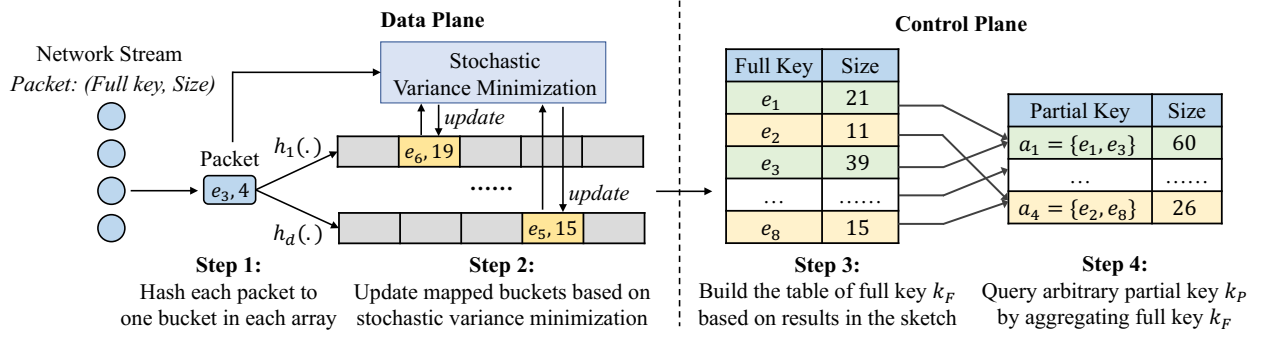 Data Plane
Control Plane
Network Stream
Packet: (Full key, Size)
Stochastic
Variance Minimization
update
Packet
e₃, 4
h₁(.)
e₆, 19
......
update
h_d(.)
e₅, 15
Step 1:
Hash each packet to
one bucket in each array
Step 2:
Update mapped buckets based on
stochastic variance minimization
Full Key Size
e₁ 21
e₂ 11
e₃ 39
... ......
e₈ 15
Partial Key Size
a₁ = {e₁, e₃} 60
... ......
a₄ = {e₂, e₈} 26
Step 3:
Build the table of full key k_F
based on results in the sketch
Step 4:
Query arbitrary partial key k_P
by aggregating full key k_F